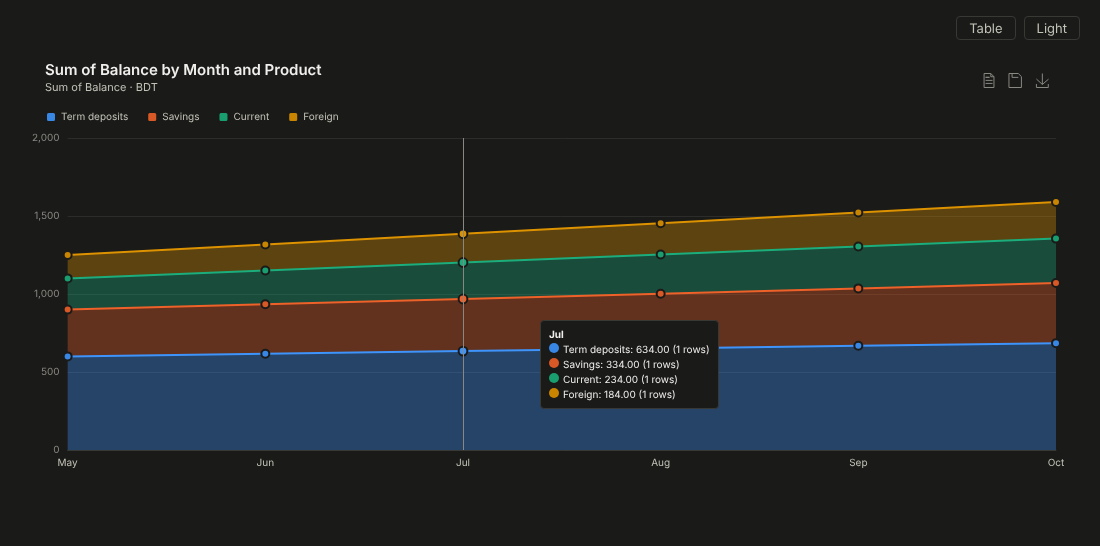 Table Light
Sum of Balance by Month and Product
Sum of Balance · BDT
Term deposits Savings Current Foreign
2,000
1,500
1,000
500
0
Jul
Term deposits: 634.00 (1 rows)
Savings: 334.00 (1 rows)
Current: 234.00 (1 rows)
Foreign: 184.00 (1 rows)
May Jun Jul Aug Sep Oct